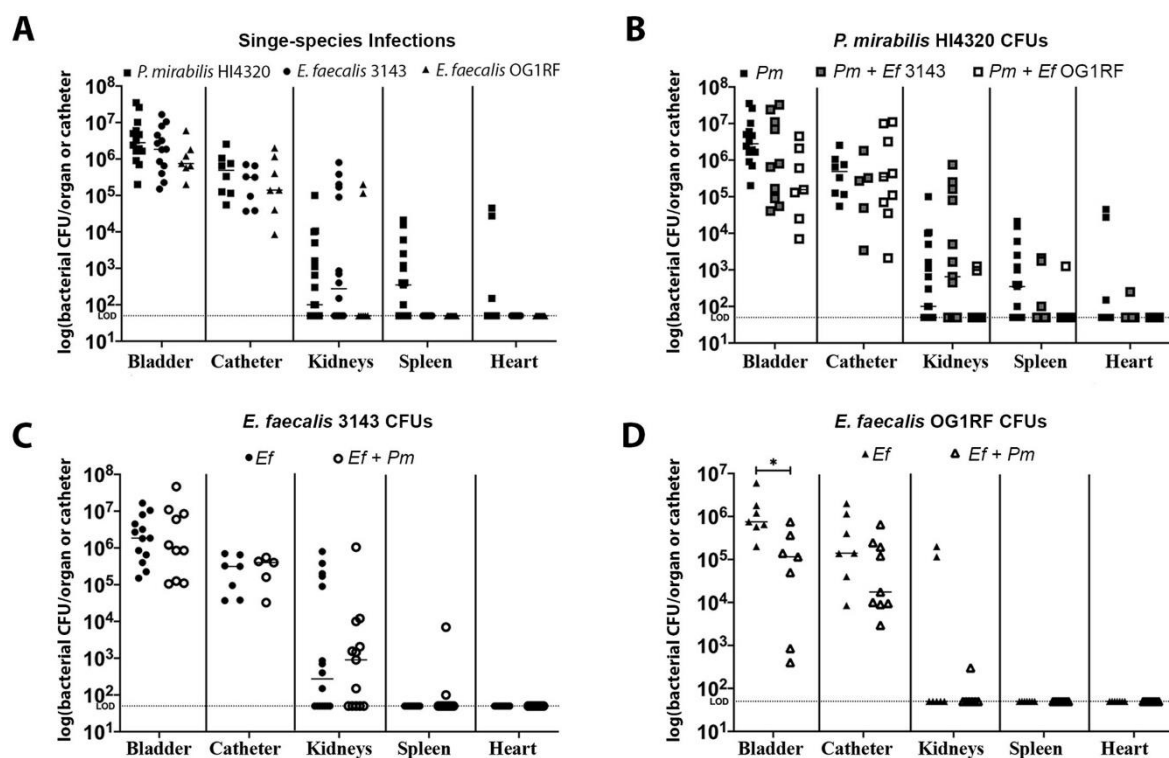 A
Singe-species Infections
P. mirabilis HI4320 E. faecalis 3143 E. faecalis OG1RF
log(bacterial CFU/organ or catheter
10^8
10^7
10^6
10^5
10^4
10^3
10^2
LOD
10^1
Bladder Catheter Kidneys Spleen Heart
B
P. mirabilis HI4320 CFUs
Pm Pm + Ef 3143 Pm + Ef OG1RF
log(bacterial CFU/organ or catheter
10^8
10^7
10^6
10^5
10^4
10^3
10^2
LOD
10^1
Bladder Catheter Kidneys Spleen Heart
C
E. faecalis 3143 CFUs
Ef Ef + Pm
log(bacterial CFU/organ or catheter
10^8
10^7
10^6
10^5
10^4
10^3
10^2
LOD
10^1
Bladder Catheter Kidneys Spleen Heart
D
E. faecalis OG1RF CFUs
Ef Ef + Pm
*
log(bacterial CFU/organ or catheter
10^7
10^6
10^5
10^4
10^3
10^2
LOD
10^1
Bladder Catheter Kidneys Spleen Heart